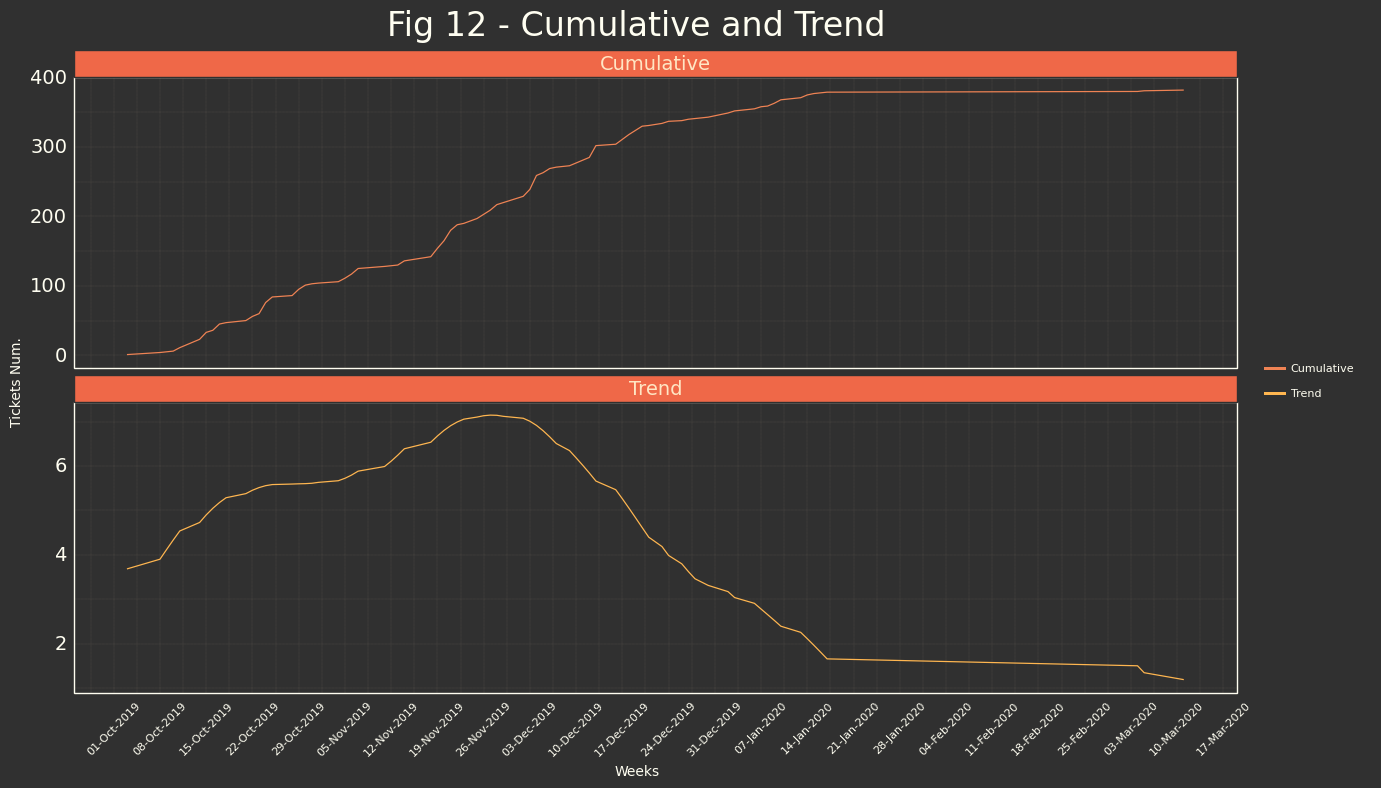 Fig 12 - Cumulative and Trend
Cumulative
400
300
200
100
0
Tickets Num.
Trend
6
4
2
Cumulative
Trend
01-Oct-2019
08-Oct-2019
15-Oct-2019
22-Oct-2019
29-Oct-2019
05-Nov-2019
12-Nov-2019
19-Nov-2019
26-Nov-2019
03-Dec-2019
10-Dec-2019
17-Dec-2019
24-Dec-2019
31-Dec-2019
07-Jan-2020
14-Jan-2020
21-Jan-2020
28-Jan-2020
04-Feb-2020
11-Feb-2020
18-Feb-2020
25-Feb-2020
03-Mar-2020
10-Mar-2020
17-Mar-2020
Weeks